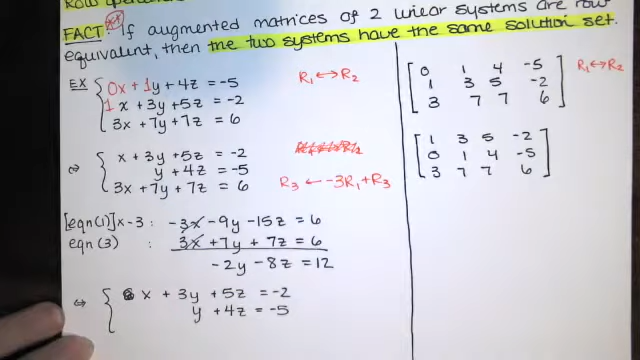 Row operations
FACT ** If augmented matrices of 2 linear systems are row
equivalent, then the two systems have the same solution set.
EX { 0x + 1y + 4z = -5
1x + 3y + 5z = -2
3x + 7y + 7z = 6
R₁ ↔ R₂
⇔ { x + 3y + 5z = -2
y + 4z = -5
3x + 7y + 7z = 6
R₃ ← -3R₁ + R₃
[eqn(1)]x-3 : -3x - 9y - 15z = 6
eqn(3) : 3x + 7y + 7z = 6
-2y - 8z = 12
⇔ { x + 3y + 5z = -2
y + 4z = -5
[ 0 1 4 -5 ] R₁ ↔ R₂
1 3 5 -2
3 7 7 6
[ 1 3 5 -2 ]
0 1 4 -5
3 7 7 6